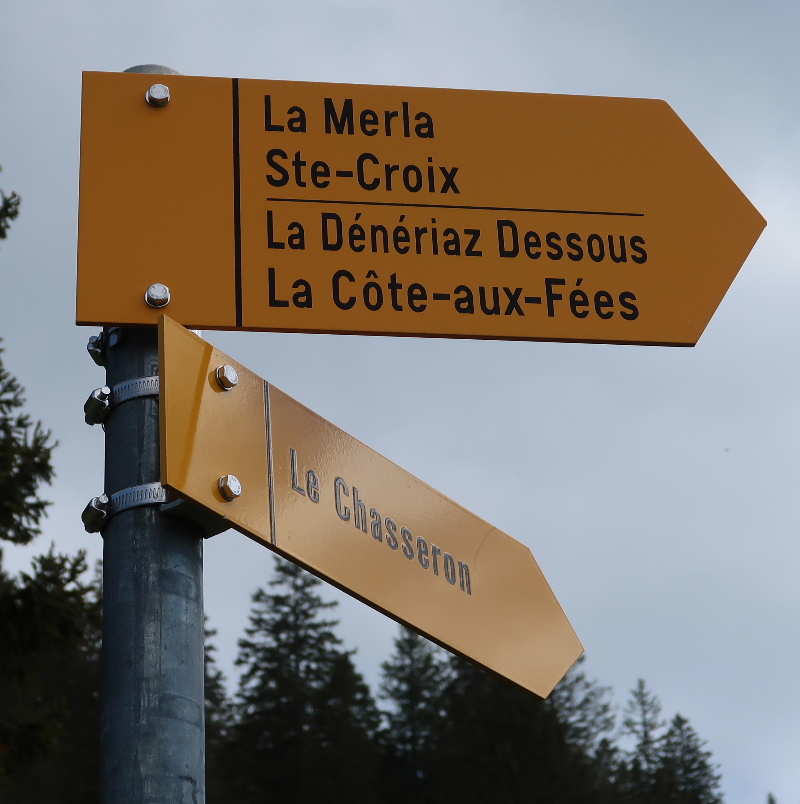 La Merla
Ste-Croix
La Dénériaz Dessous
La Côte-aux-Fées
Le Chasseron